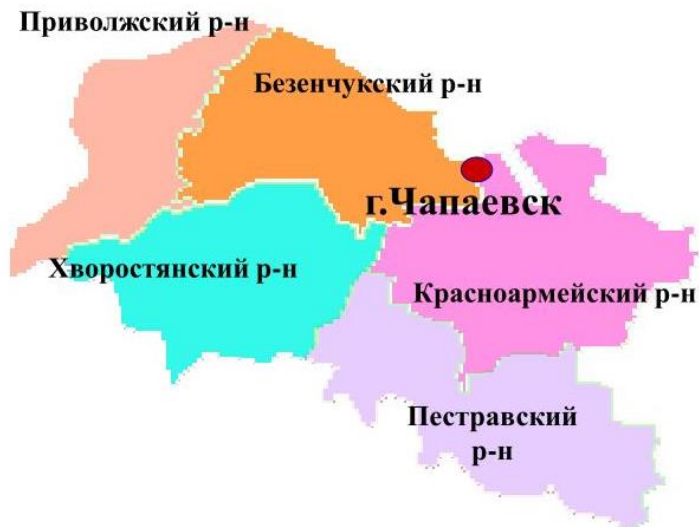 Приволжский р-н
Безенчукский р-н
г.Чапаевск
Хворостянский р-н
Красноармейский р-н
Пестравский
р-н